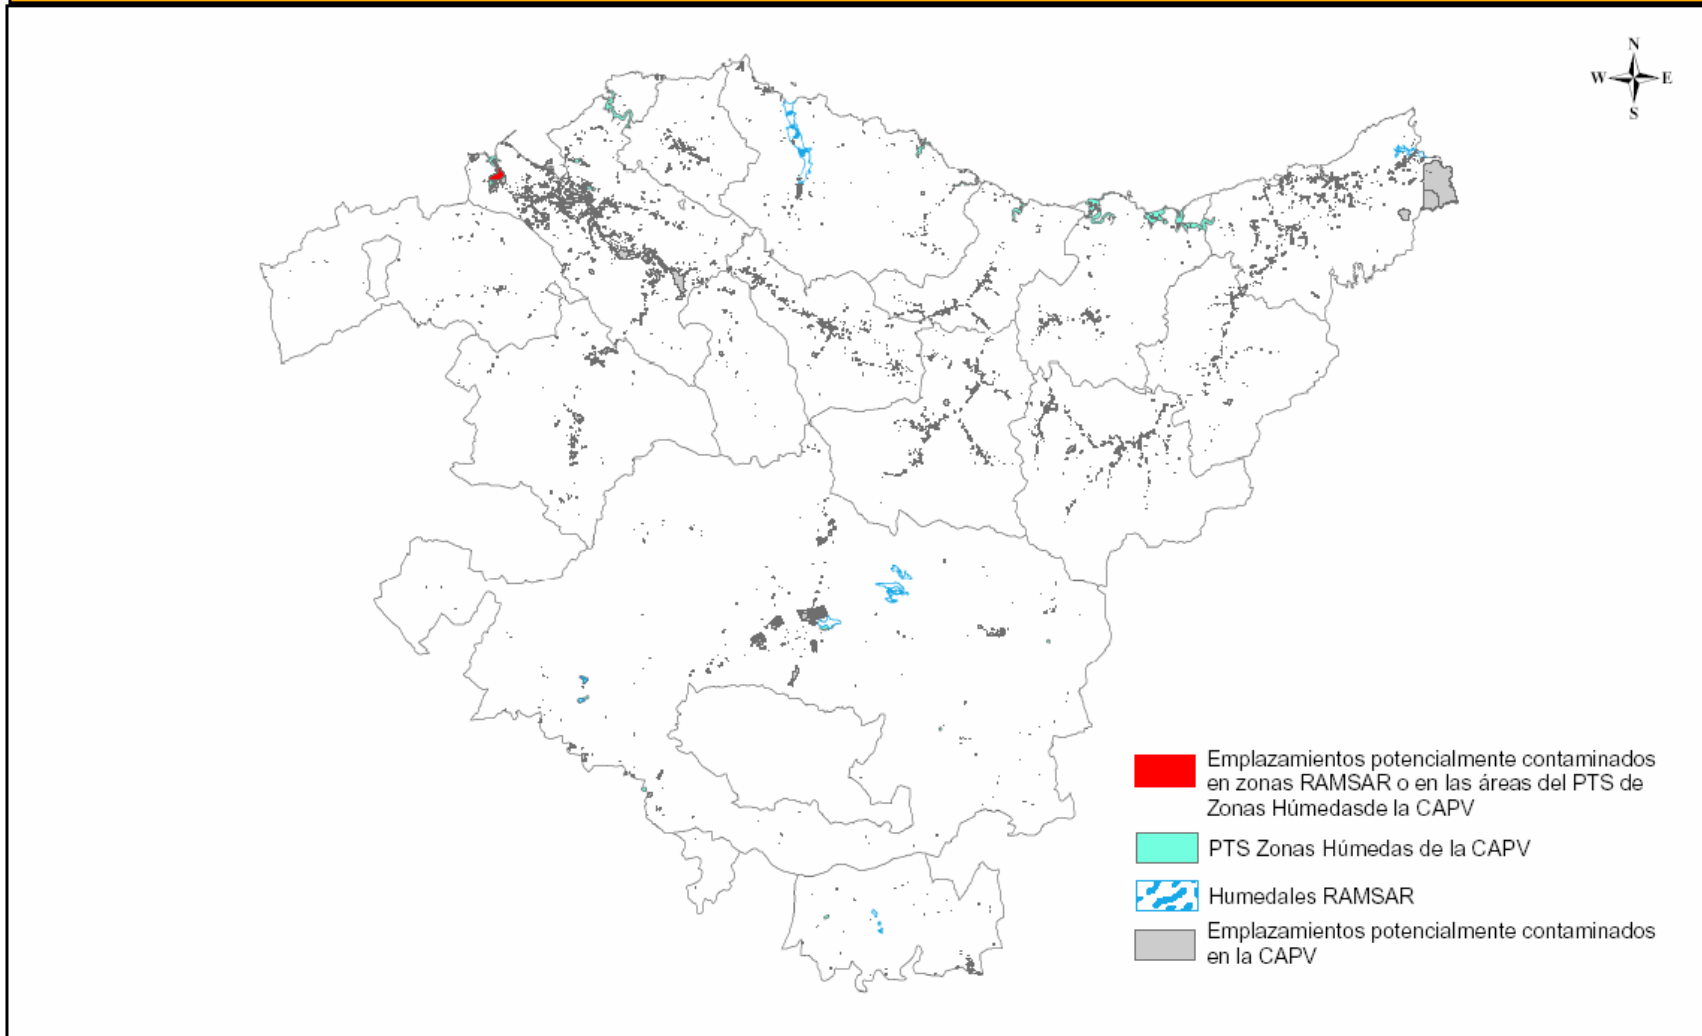 N
W E
S
Emplazamientos potencialmente contaminados
en zonas RAMSAR o en las áreas del PTS de
Zonas Húmedasde la CAPV
PTS Zonas Húmedas de la CAPV
Humedales RAMSAR
Emplazamientos potencialmente contaminados
en la CAPV